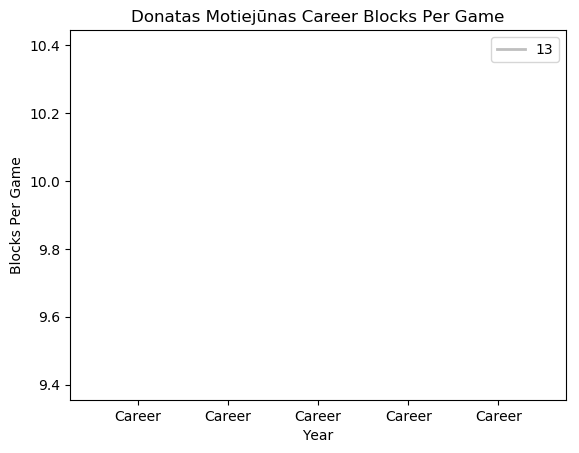 Donatas Motiejūnas Career Blocks Per Game
13
10.4
10.2
10.0
9.8
9.6
9.4
Blocks Per Game
Career Career Career Career Career
Year